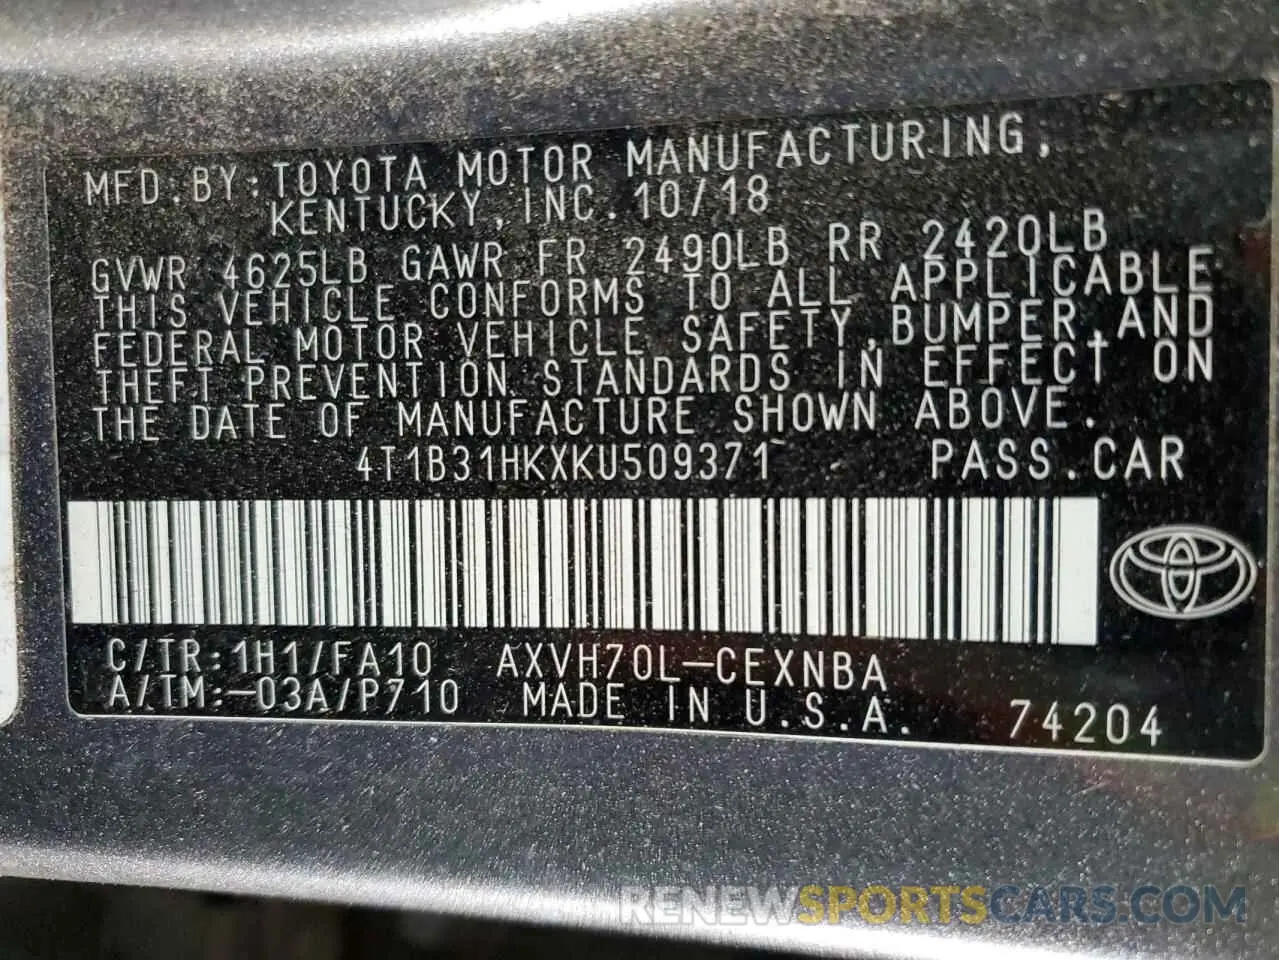 MFD.BY:TOYOTA MOTOR MANUFACTURING,
KENTUCKY,INC. 10/18
GVWR 4625LB GAWR FR 2490LB RR 2420LB
THIS VEHICLE CONFORMS TO ALL APPLICABLE
FEDERAL MOTOR VEHICLE SAFETY,BUMPER,AND
THEFT PREVENTION STANDARDS IN EFFECT ON
THE DATE OF MANUFACTURE SHOWN ABOVE.
4T1B31HKXKU509371 PASS.CAR
C/TR:1H1/FA10 AXVH70L-CEXNBA
A/TM:-03A/P710 MADE IN U.S.A. 74204
RENEWSPORTSCARS.COM